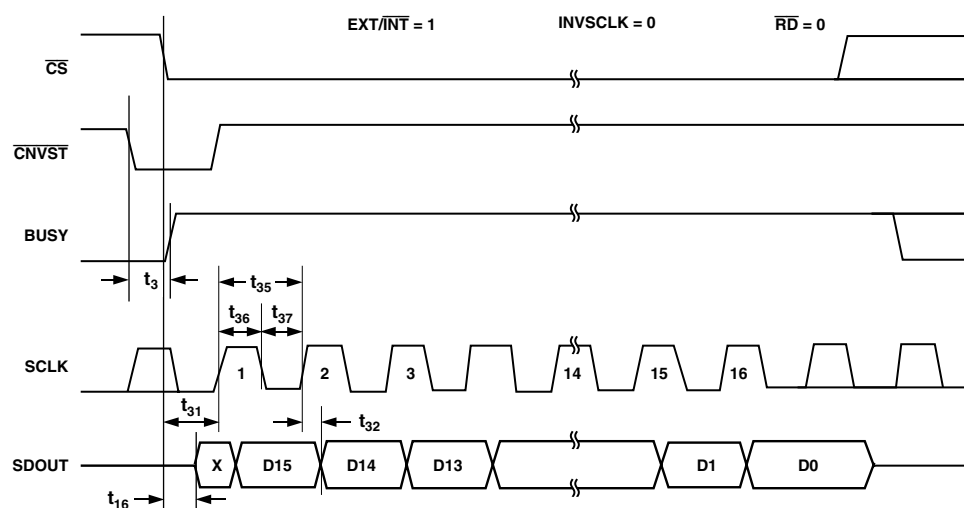 EXT/INT = 1 INVSCLK = 0 RD = 0
CS
CNVST
BUSY
t3
t35
t36 t37
SCLK
1 2 3 14 15 16
t31
t32
SDOUT
X D15 D14 D13 D1 D0
t16